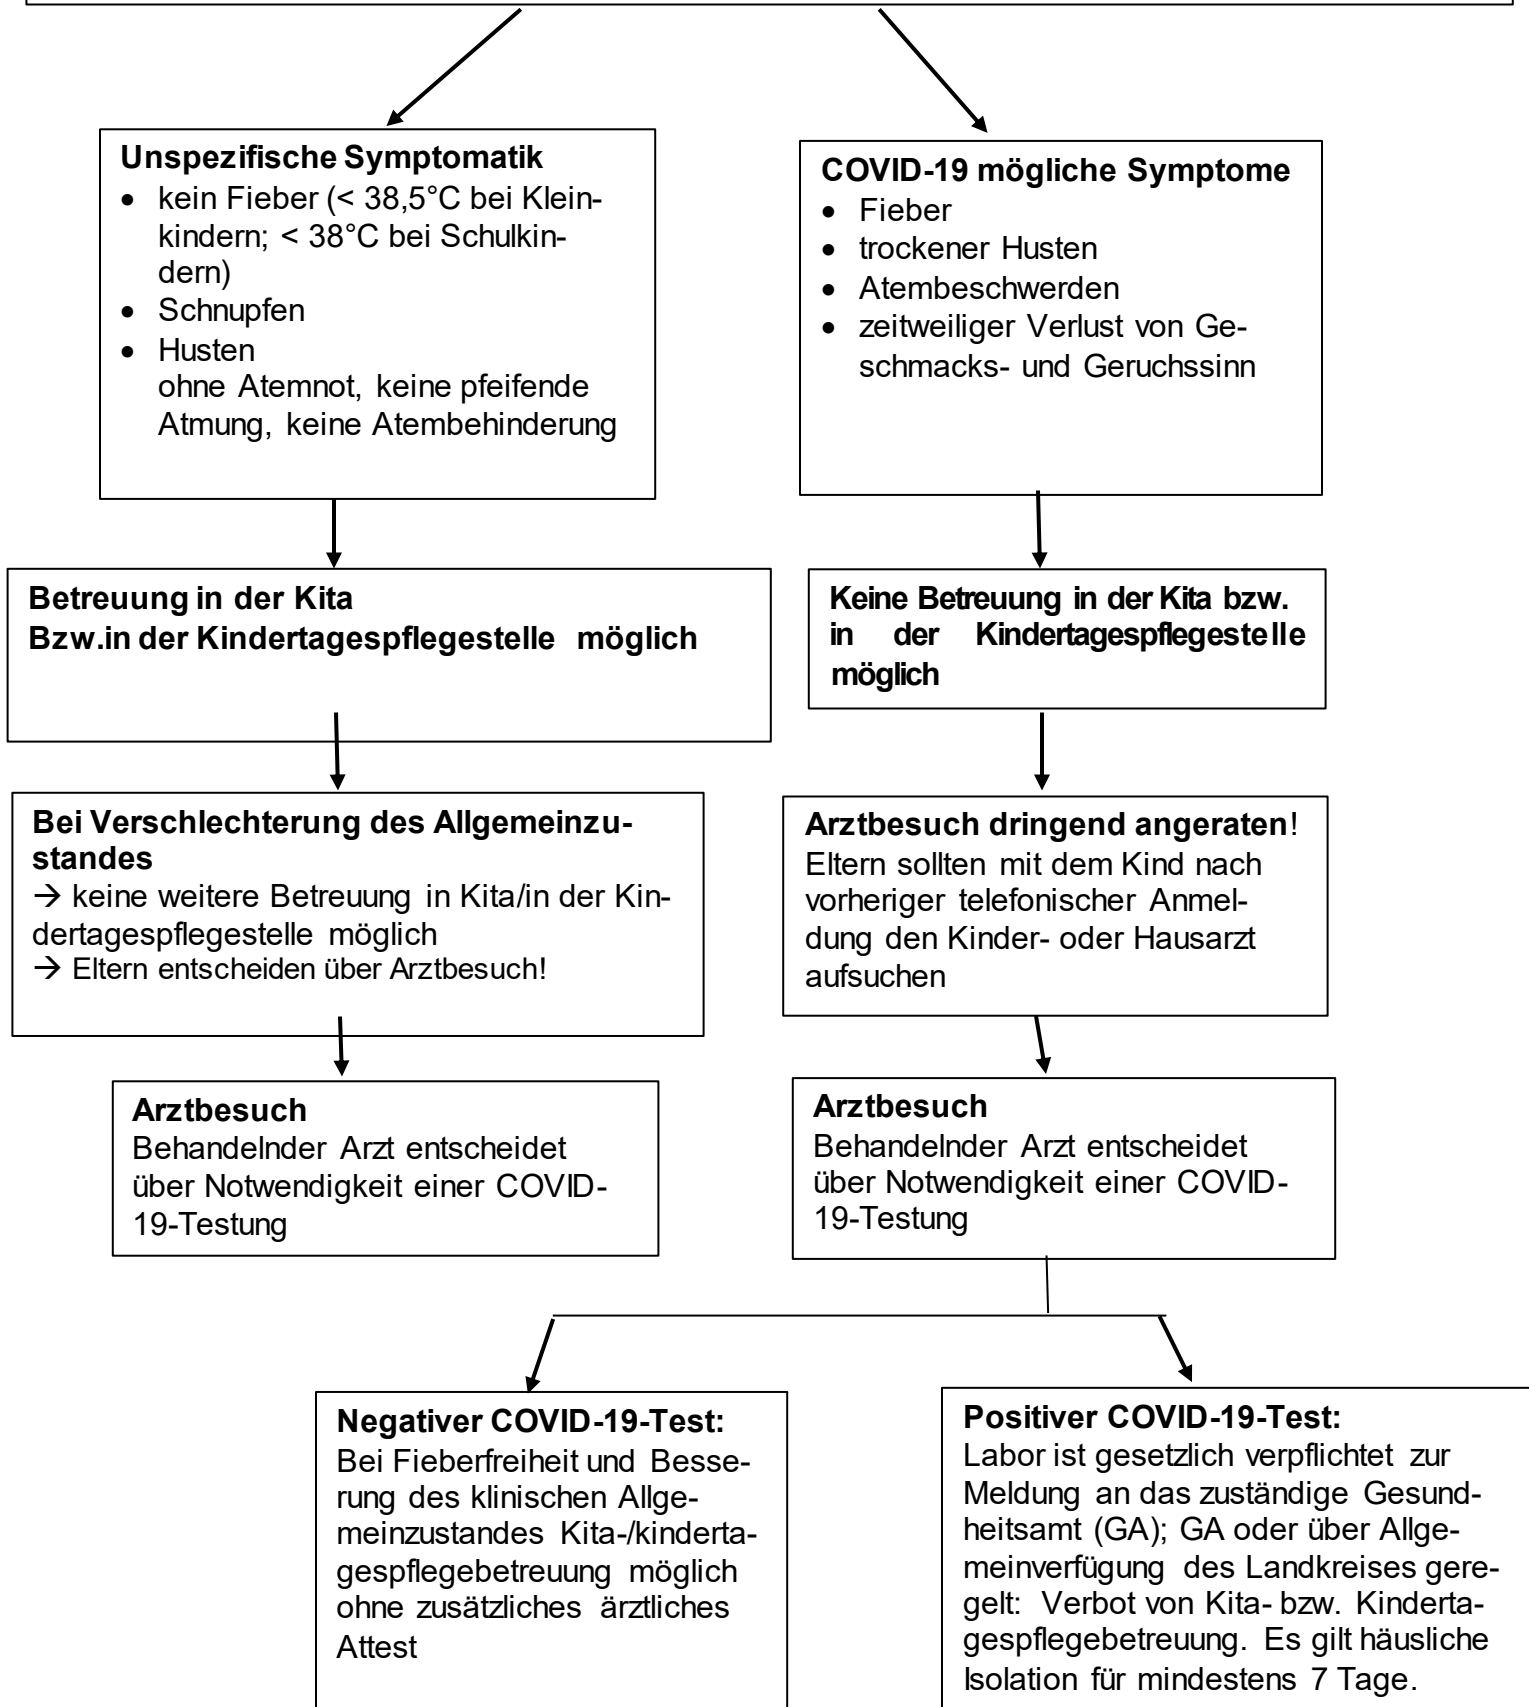 Unspezifische Symptomatik
• kein Fieber (< 38,5°C bei Klein-
kindern; < 38°C bei Schulkin-
dern)
• Schnupfen
• Husten
ohne Atemnot, keine pfeifende
Atmung, keine Atembehinderung
COVID-19 mögliche Symptome
• Fieber
• trockener Husten
• Atembeschwerden
• zeitweiliger Verlust von Ge-
schmacks- und Geruchssinn
Betreuung in der Kita
Bzw.in der Kindertagespflegestelle möglich
Keine Betreuung in der Kita bzw.
in der Kindertagespflegestelle
möglich
Bei Verschlechterung des Allgemeinzu-
standes
→ keine weitere Betreuung in Kita/in der Kin-
dertagespflegestelle möglich
→ Eltern entscheiden über Arztbesuch!
Arztbesuch dringend angeraten!
Eltern sollten mit dem Kind nach
vorheriger telefonischer Anmel-
dung den Kinder- oder Hausarzt
aufsuchen
Arztbesuch
Behandelnder Arzt entscheidet
über Notwendigkeit einer COVID-
19-Testung
Arztbesuch
Behandelnder Arzt entscheidet
über Notwendigkeit einer COVID-
19-Testung
Negativer COVID-19-Test:
Bei Fieberfreiheit und Besse-
rung des klinischen Allge-
meinzustandes Kita-/kinderta-
gespflegebetreuung möglich
ohne zusätzliches ärztliches
Attest
Positiver COVID-19-Test:
Labor ist gesetzlich verpflichtet zur
Meldung an das zuständige Gesund-
heitsamt (GA); GA oder über Allge-
meinverfügung des Landkreises gere-
gelt: Verbot von Kita- bzw. Kinderta-
gespflegebetreuung. Es gilt häusliche
Isolation für mindestens 7 Tage.